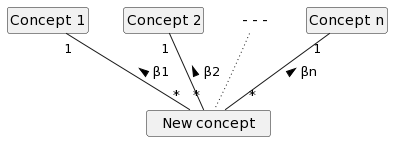 Concept 1 Concept 2 --- Concept n
1 1 1
β1 β2 βn
* * *
New concept